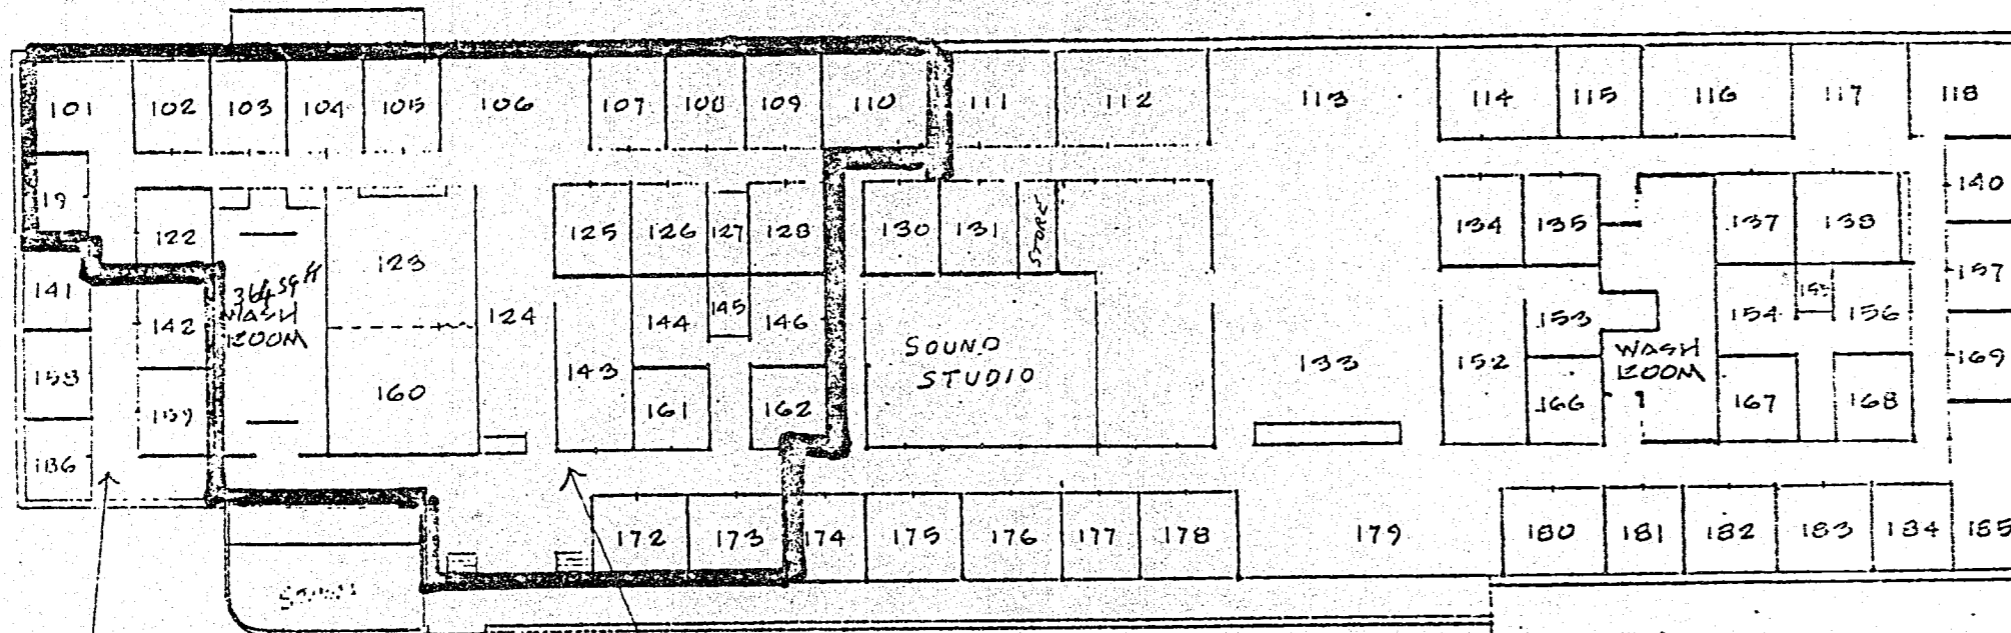 101 102 103 104 105 106 107 108 109 110 111 112 113 114 115 116 117 118
19 122 123 124 125 126 127 128 130 131 STORE 134 135 137 138 140
141 142 364 SQ ft 143 144 145 146 SOUND 133 152 153 154 156 157
WASH STUDIO WASH
ROOM ROOM
158 159 160 161 162 166 167 168 169
186 172 173 174 175 176 177 178 179 180 181 182 183 184 185